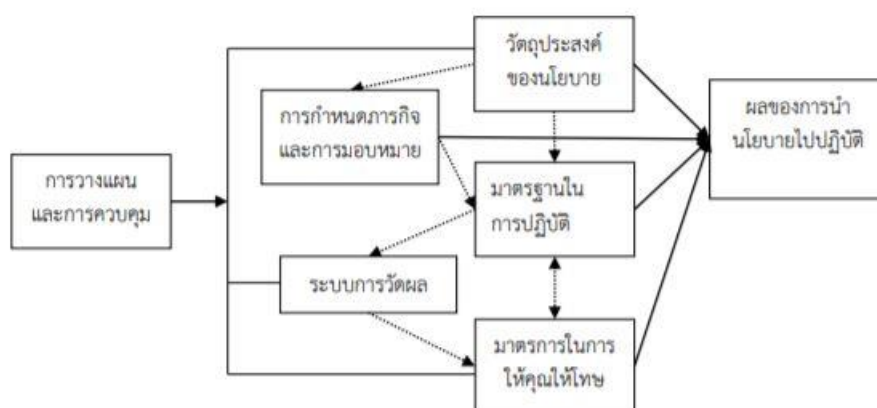 วัตถุประสงค์
ของนโยบาย
การกำหนดภารกิจ
และการมอบหมาย
ผลของการนำ
นโยบายไปปฏิบัติ
การวางแผน
และการควบคุม
มาตรฐานใน
การปฏิบัติ
ระบบการวัดผล
มาตรการในการ
ให้คุณให้โทษ